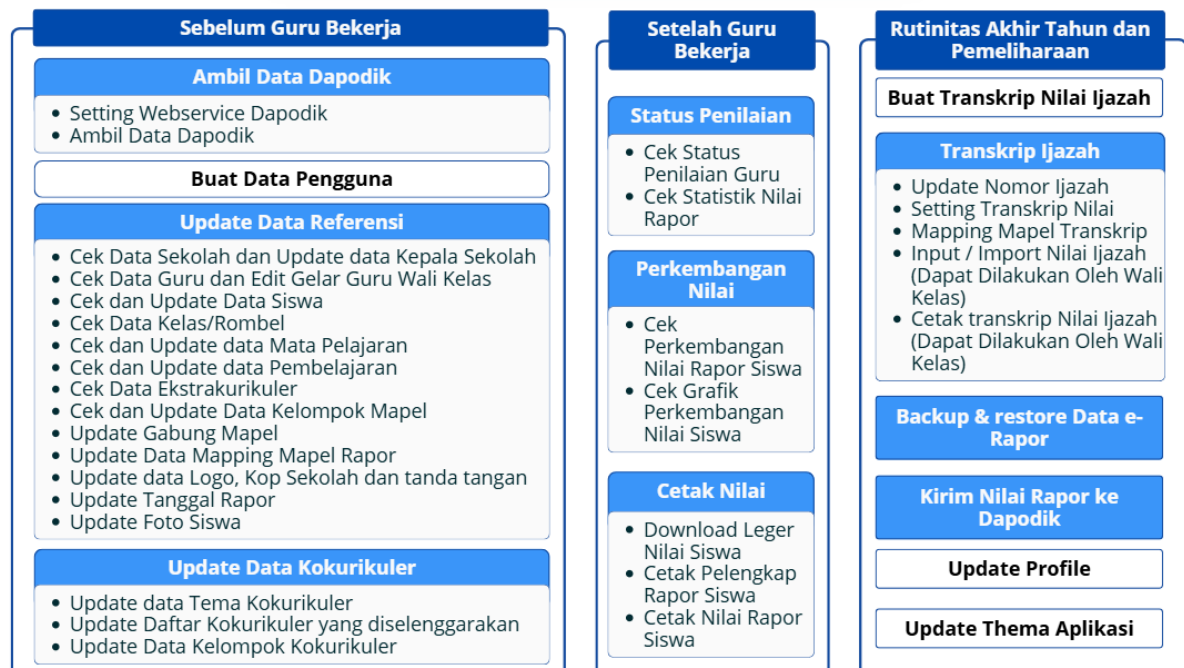 Sebelum Guru Bekerja
Ambil Data Dapodik
• Setting Webservice Dapodik
• Ambil Data Dapodik
Buat Data Pengguna
Update Data Referensi
• Cek Data Sekolah dan Update data Kepala Sekolah
• Cek Data Guru dan Edit Gelar Guru Wali Kelas
• Cek dan Update Data Siswa
• Cek Data Kelas/Rombel
• Cek dan Update data Mata Pelajaran
• Cek dan Update data Pembelajaran
• Cek Data Ekstrakurikuler
• Cek dan Update Data Kelompok Mapel
• Update Gabung Mapel
• Update Data Mapping Mapel Rapor
• Update data Logo, Kop Sekolah dan tanda tangan
• Update Tanggal Rapor
• Update Foto Siswa
Update Data Kokurikuler
• Update data Tema Kokurikuler
• Update Daftar Kokurikuler yang diselenggarakan
• Update Data Kelompok Kokurikuler
Setelah Guru
Bekerja
Status Penilaian
• Cek Status
Penilaian Guru
• Cek Statistik Nilai
Rapor
Perkembangan
Nilai
• Cek
Perkembangan
Nilai Rapor Siswa
• Cek Grafik
Perkembangan
Nilai Siswa
Cetak Nilai
• Download Leger
Nilai Siswa
• Cetak Pelengkap
Rapor Siswa
• Cetak Nilai Rapor
Siswa
Rutinitas Akhir Tahun dan
Pemeliharaan
Buat Transkrip Nilai Ijazah
Transkrip Ijazah
• Update Nomor Ijazah
• Setting Transkrip Nilai
• Mapping Mapel Transkrip
• Input / Import Nilai Ijazah
(Dapat Dilakukan Oleh Wali
Kelas)
• Cetak transkrip Nilai Ijazah
(Dapat Dilakukan Oleh Wali
Kelas)
Backup & restore Data e-
Rapor
Kirim Nilai Rapor ke
Dapodik
Update Profile
Update Thema Aplikasi